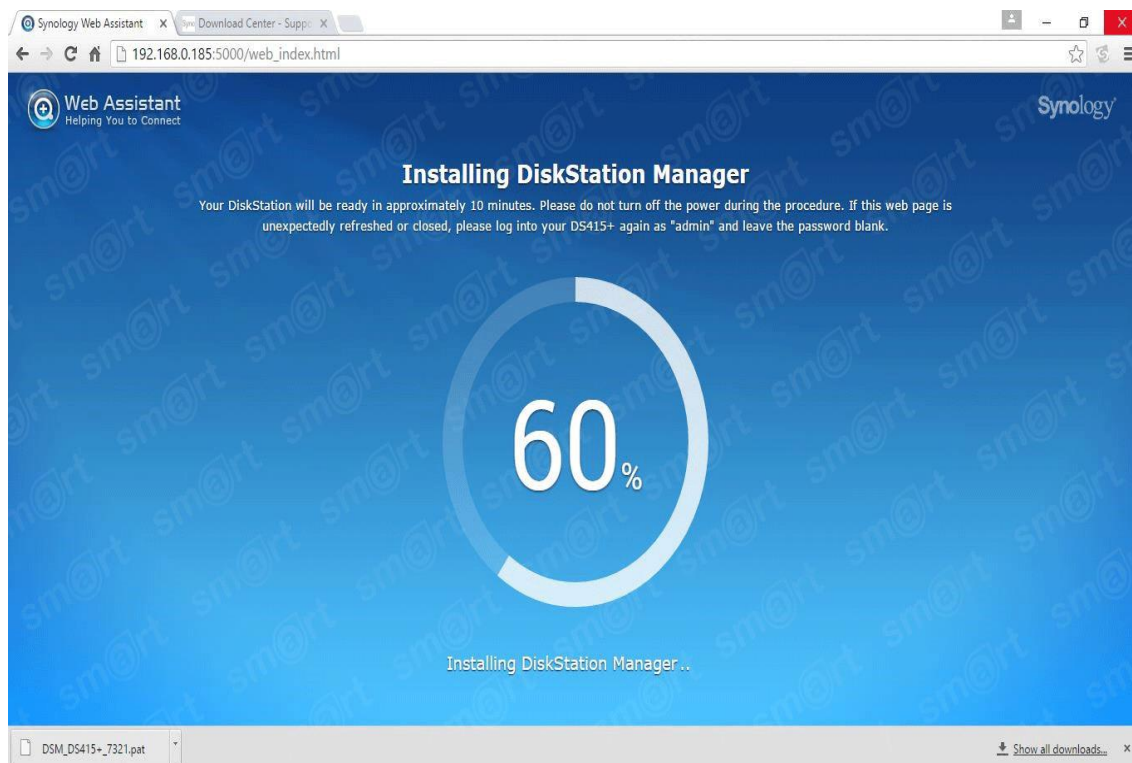 Synology Web Assistant
Download Center - Suppo
192.168.0.185:5000/web_index.html
Web Assistant
Helping You to Connect
Synology
Installing DiskStation Manager
Your DiskStation will be ready in approximately 10 minutes. Please do not turn off the power during the procedure. If this web page is
unexpectedly refreshed or closed, please log into your DS415+ again as "admin" and leave the password blank.
60%
Installing DiskStation Manager..
DSM_DS415+_7321.pat
Show all downloads...
sm@rt